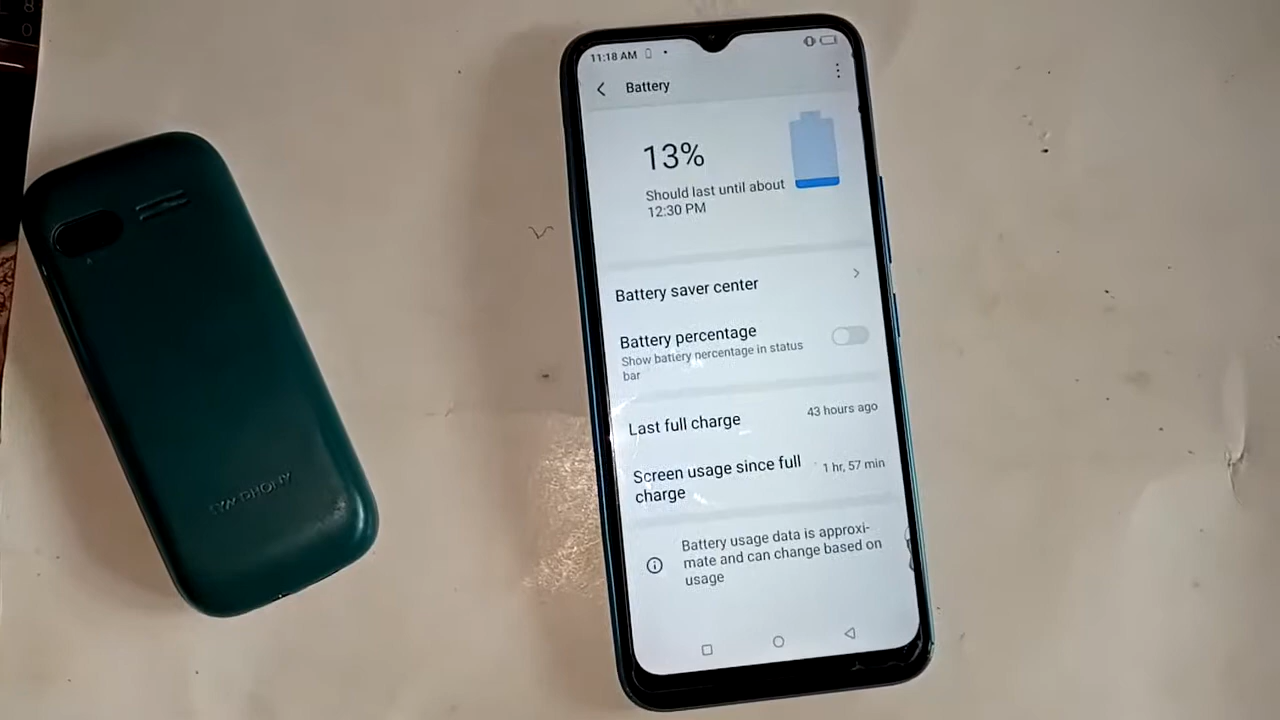 11:18 AM
Battery
13%
Should last until about
12:30 PM
Battery saver center
Battery percentage
Show battery percentage in status
bar
Last full charge
43 hours ago
Screen usage since full
charge
1 hr, 57 min
Battery usage data is approxi-
mate and can change based on
usage
SYMPHONY